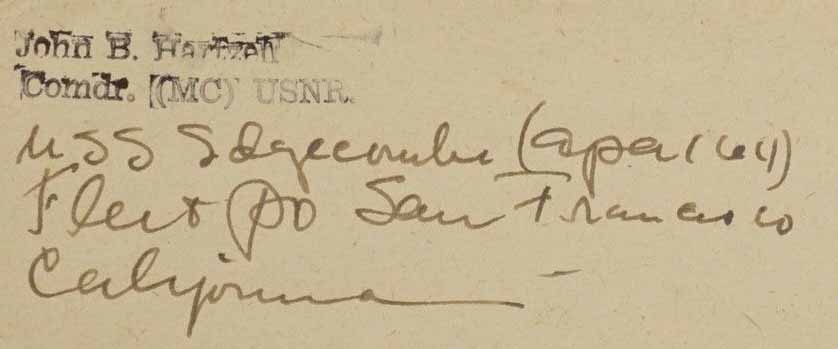 John B. Hartzell
Comdr. (MC) USNR.
USS Edgecombe (apa 164)
Fleet PO San Francisco
California